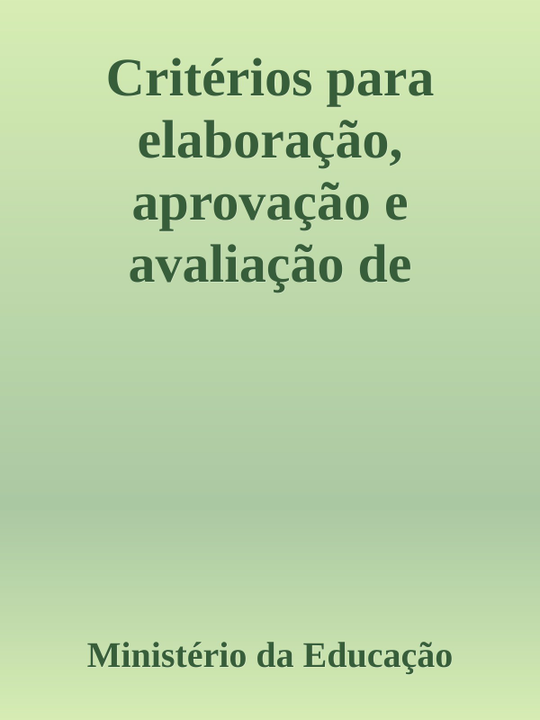 Critérios para
elaboração,
aprovação e
avaliação de
Ministério da Educação